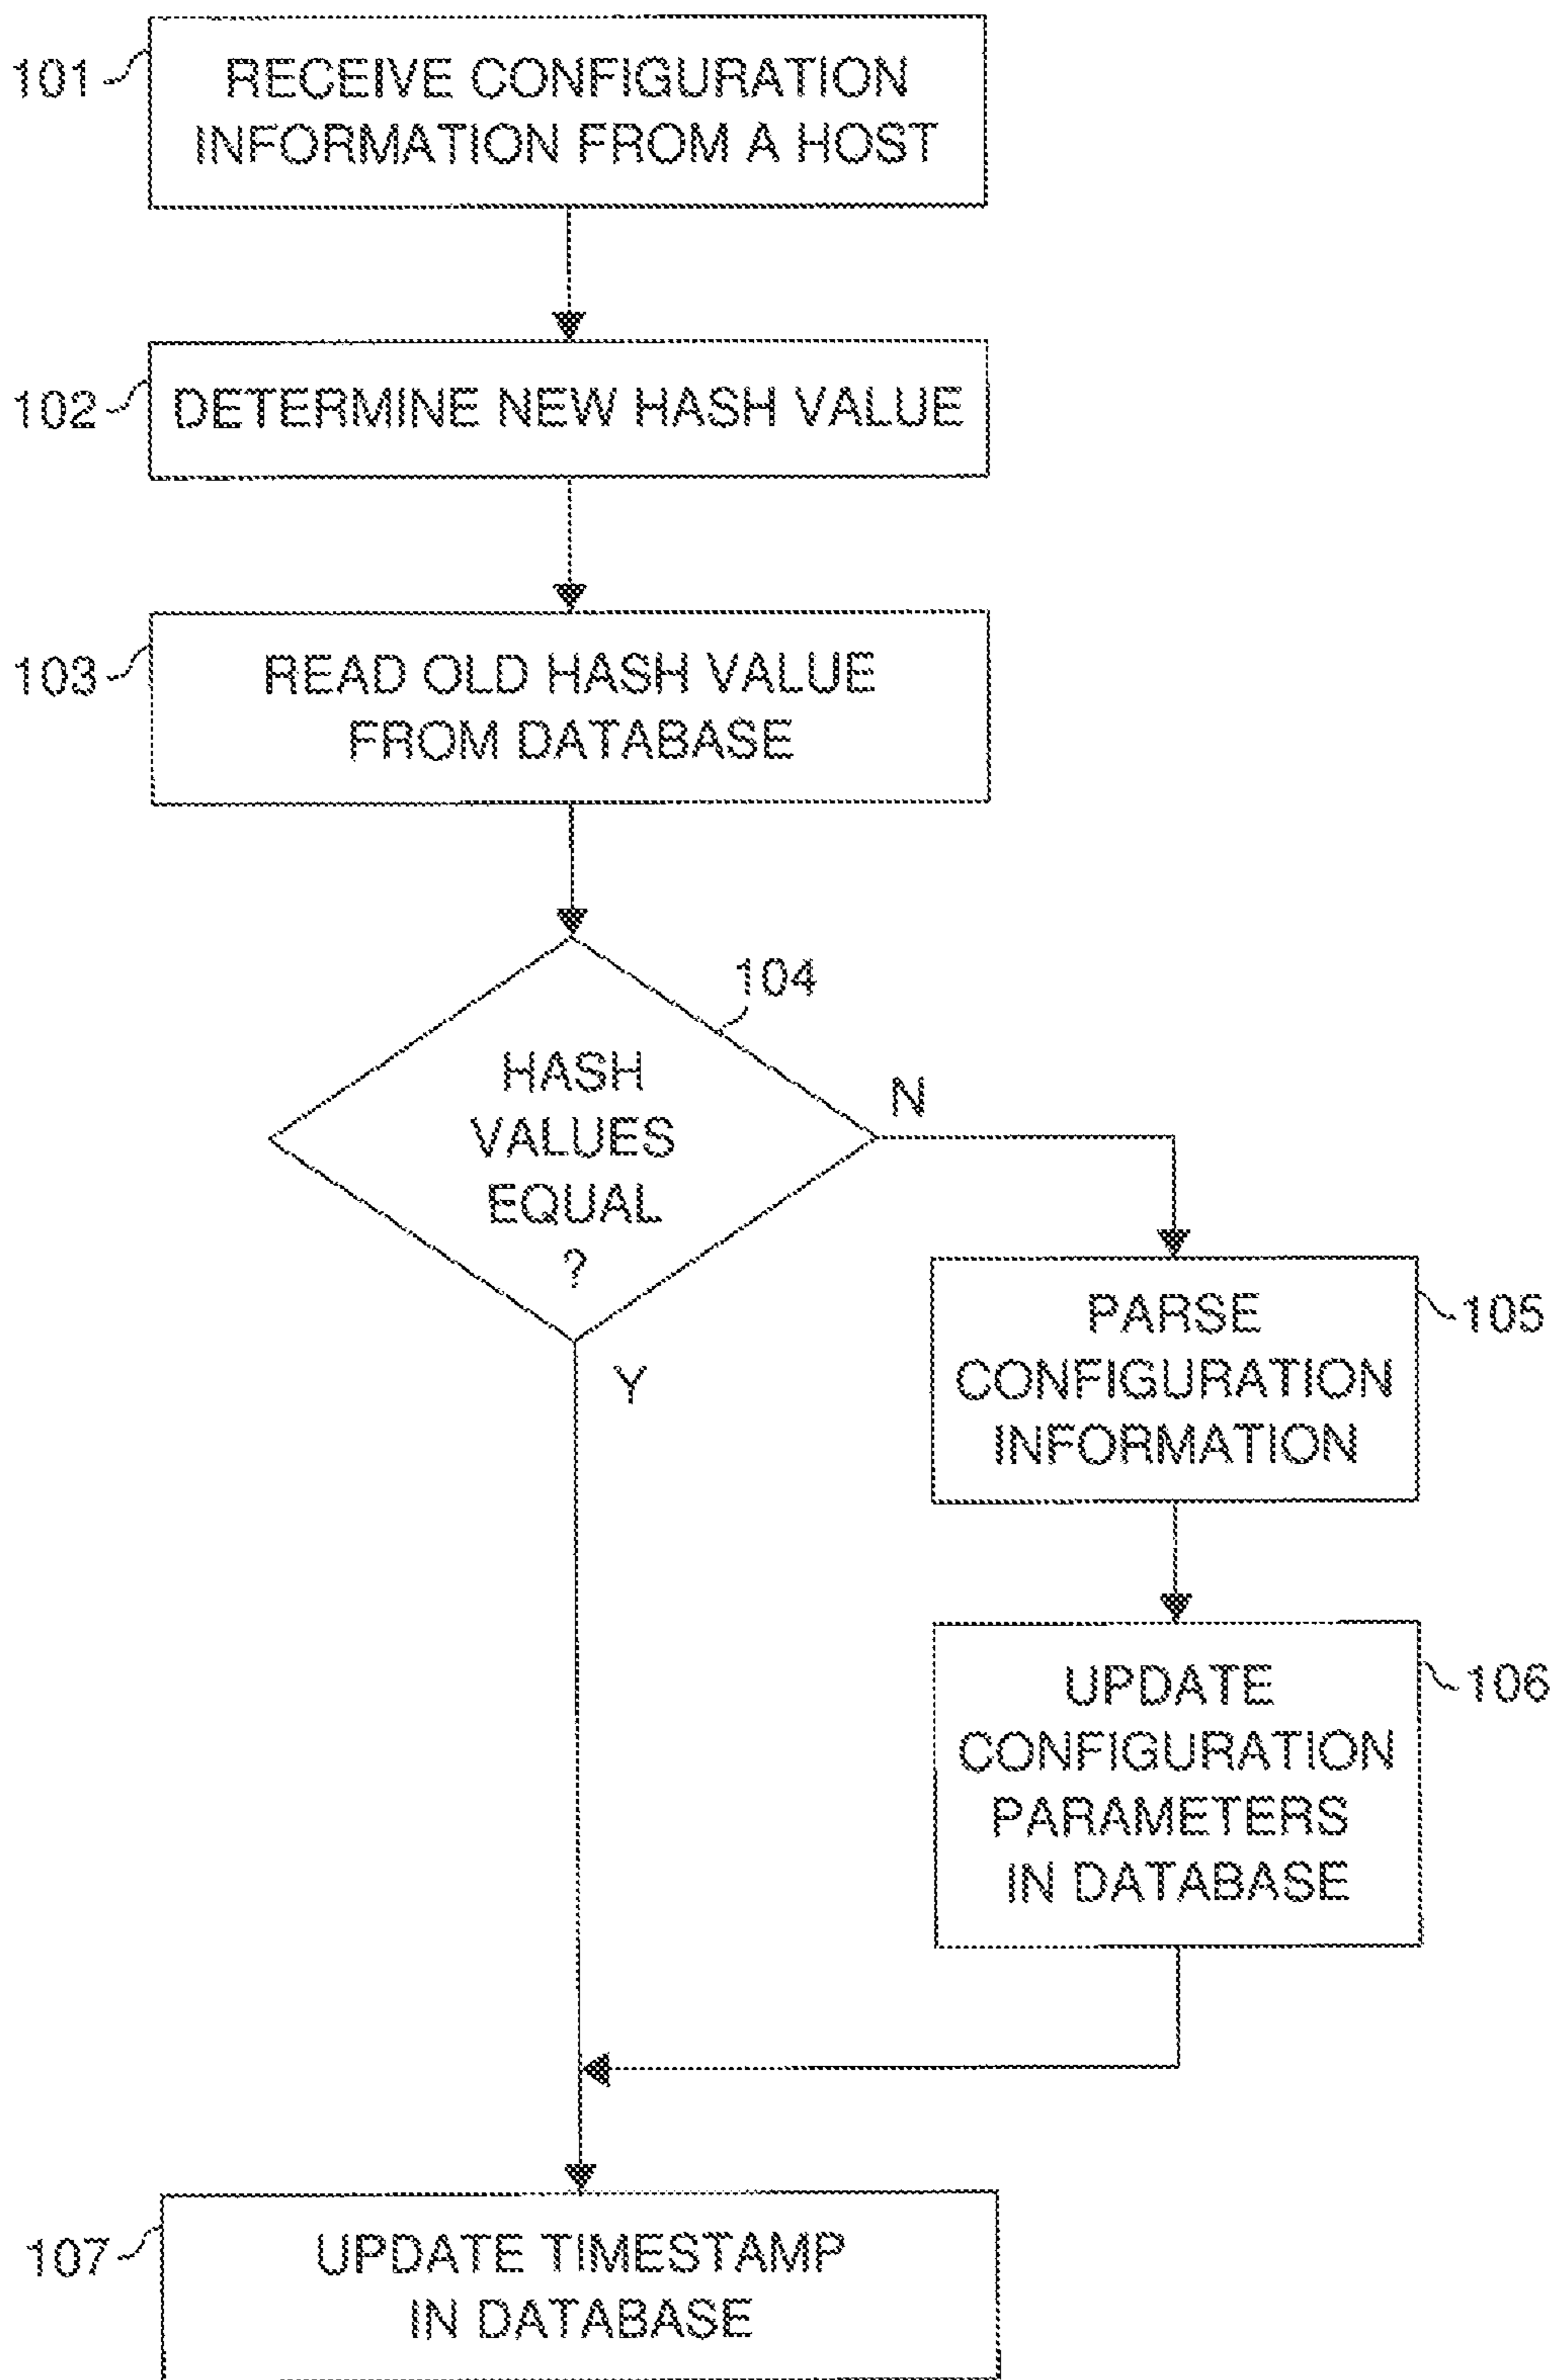 101
RECEIVE CONFIGURATION
INFORMATION FROM A HOST
102
DETERMINE NEW HASH VALUE
103
READ OLD HASH VALUE
FROM DATABASE
104
HASH
VALUES
EQUAL
?
N
Y
105
PARSE
CONFIGURATION
INFORMATION
106
UPDATE
CONFIGURATION
PARAMETERS
IN DATABASE
107
UPDATE TIMESTAMP
IN DATABASE